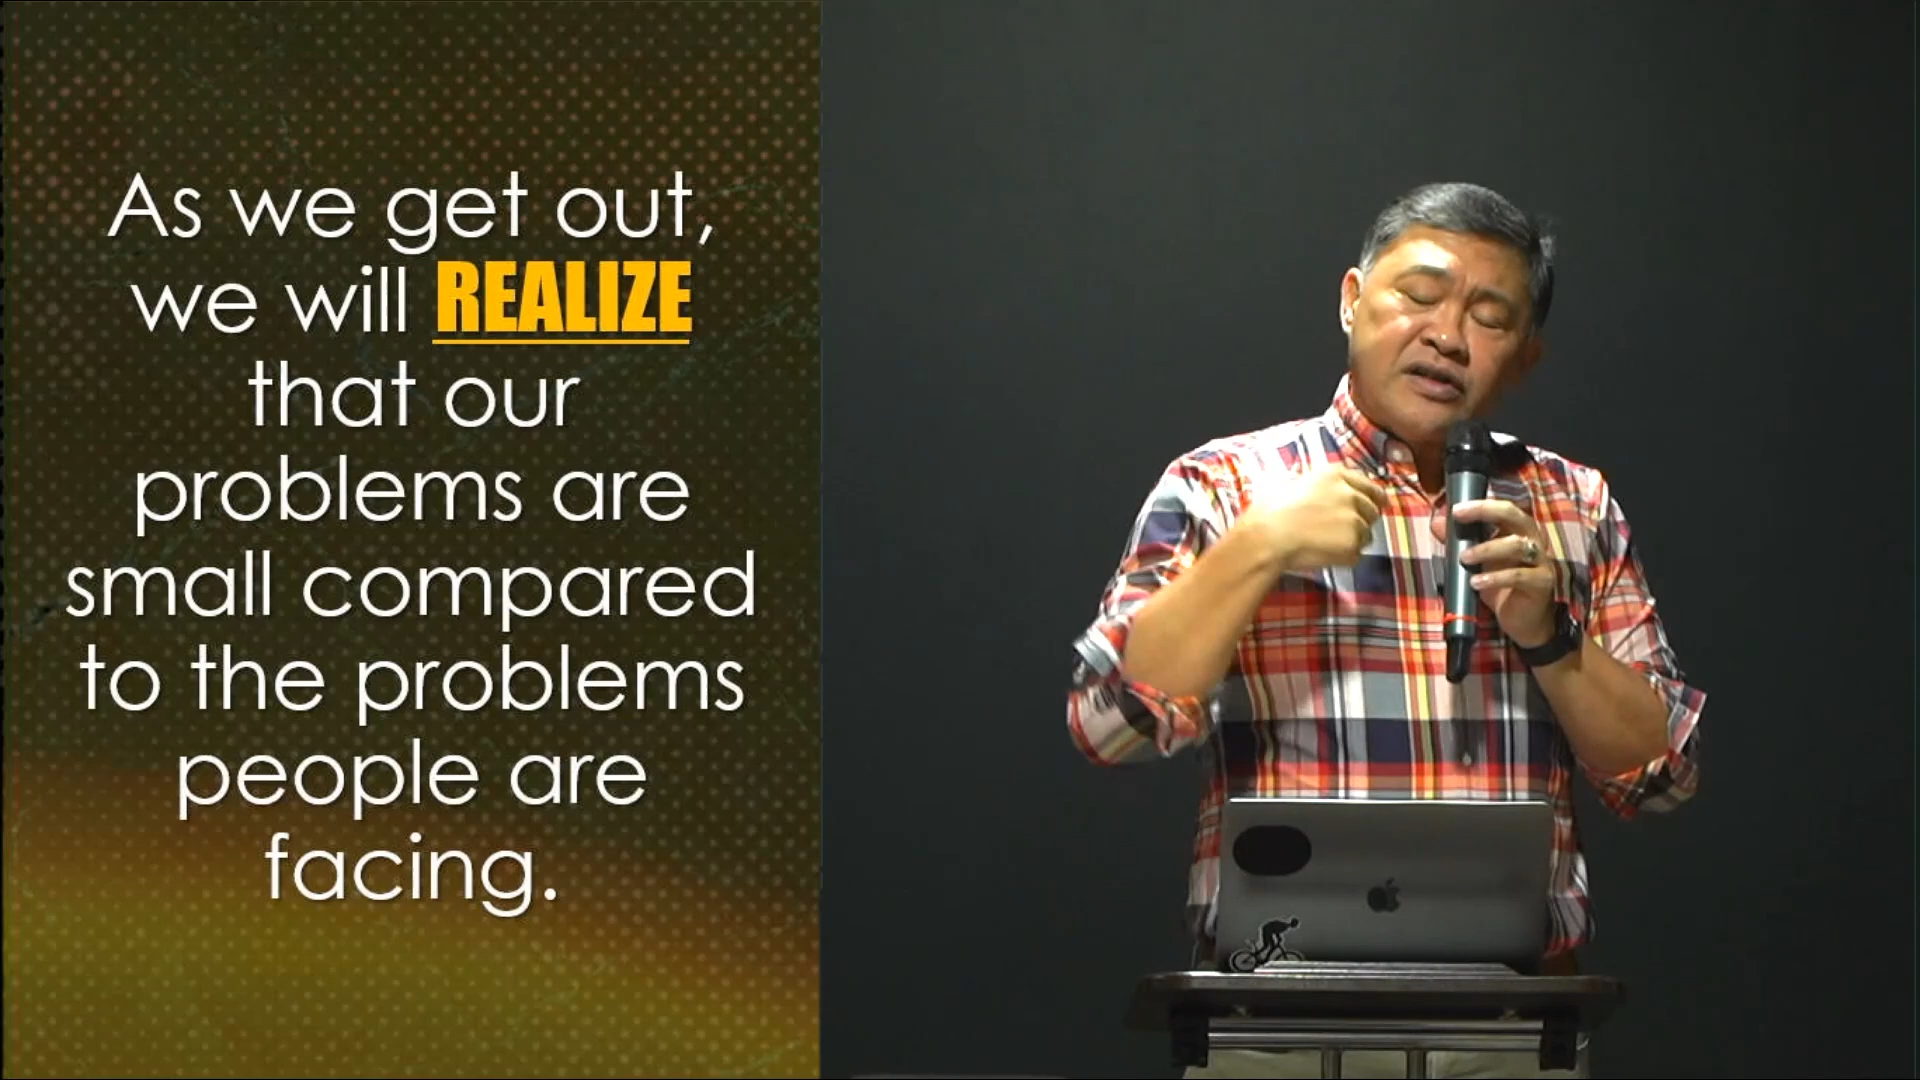 As we get out,
we will REALIZE
that our
problems are
small compared
to the problems
people are
facing.